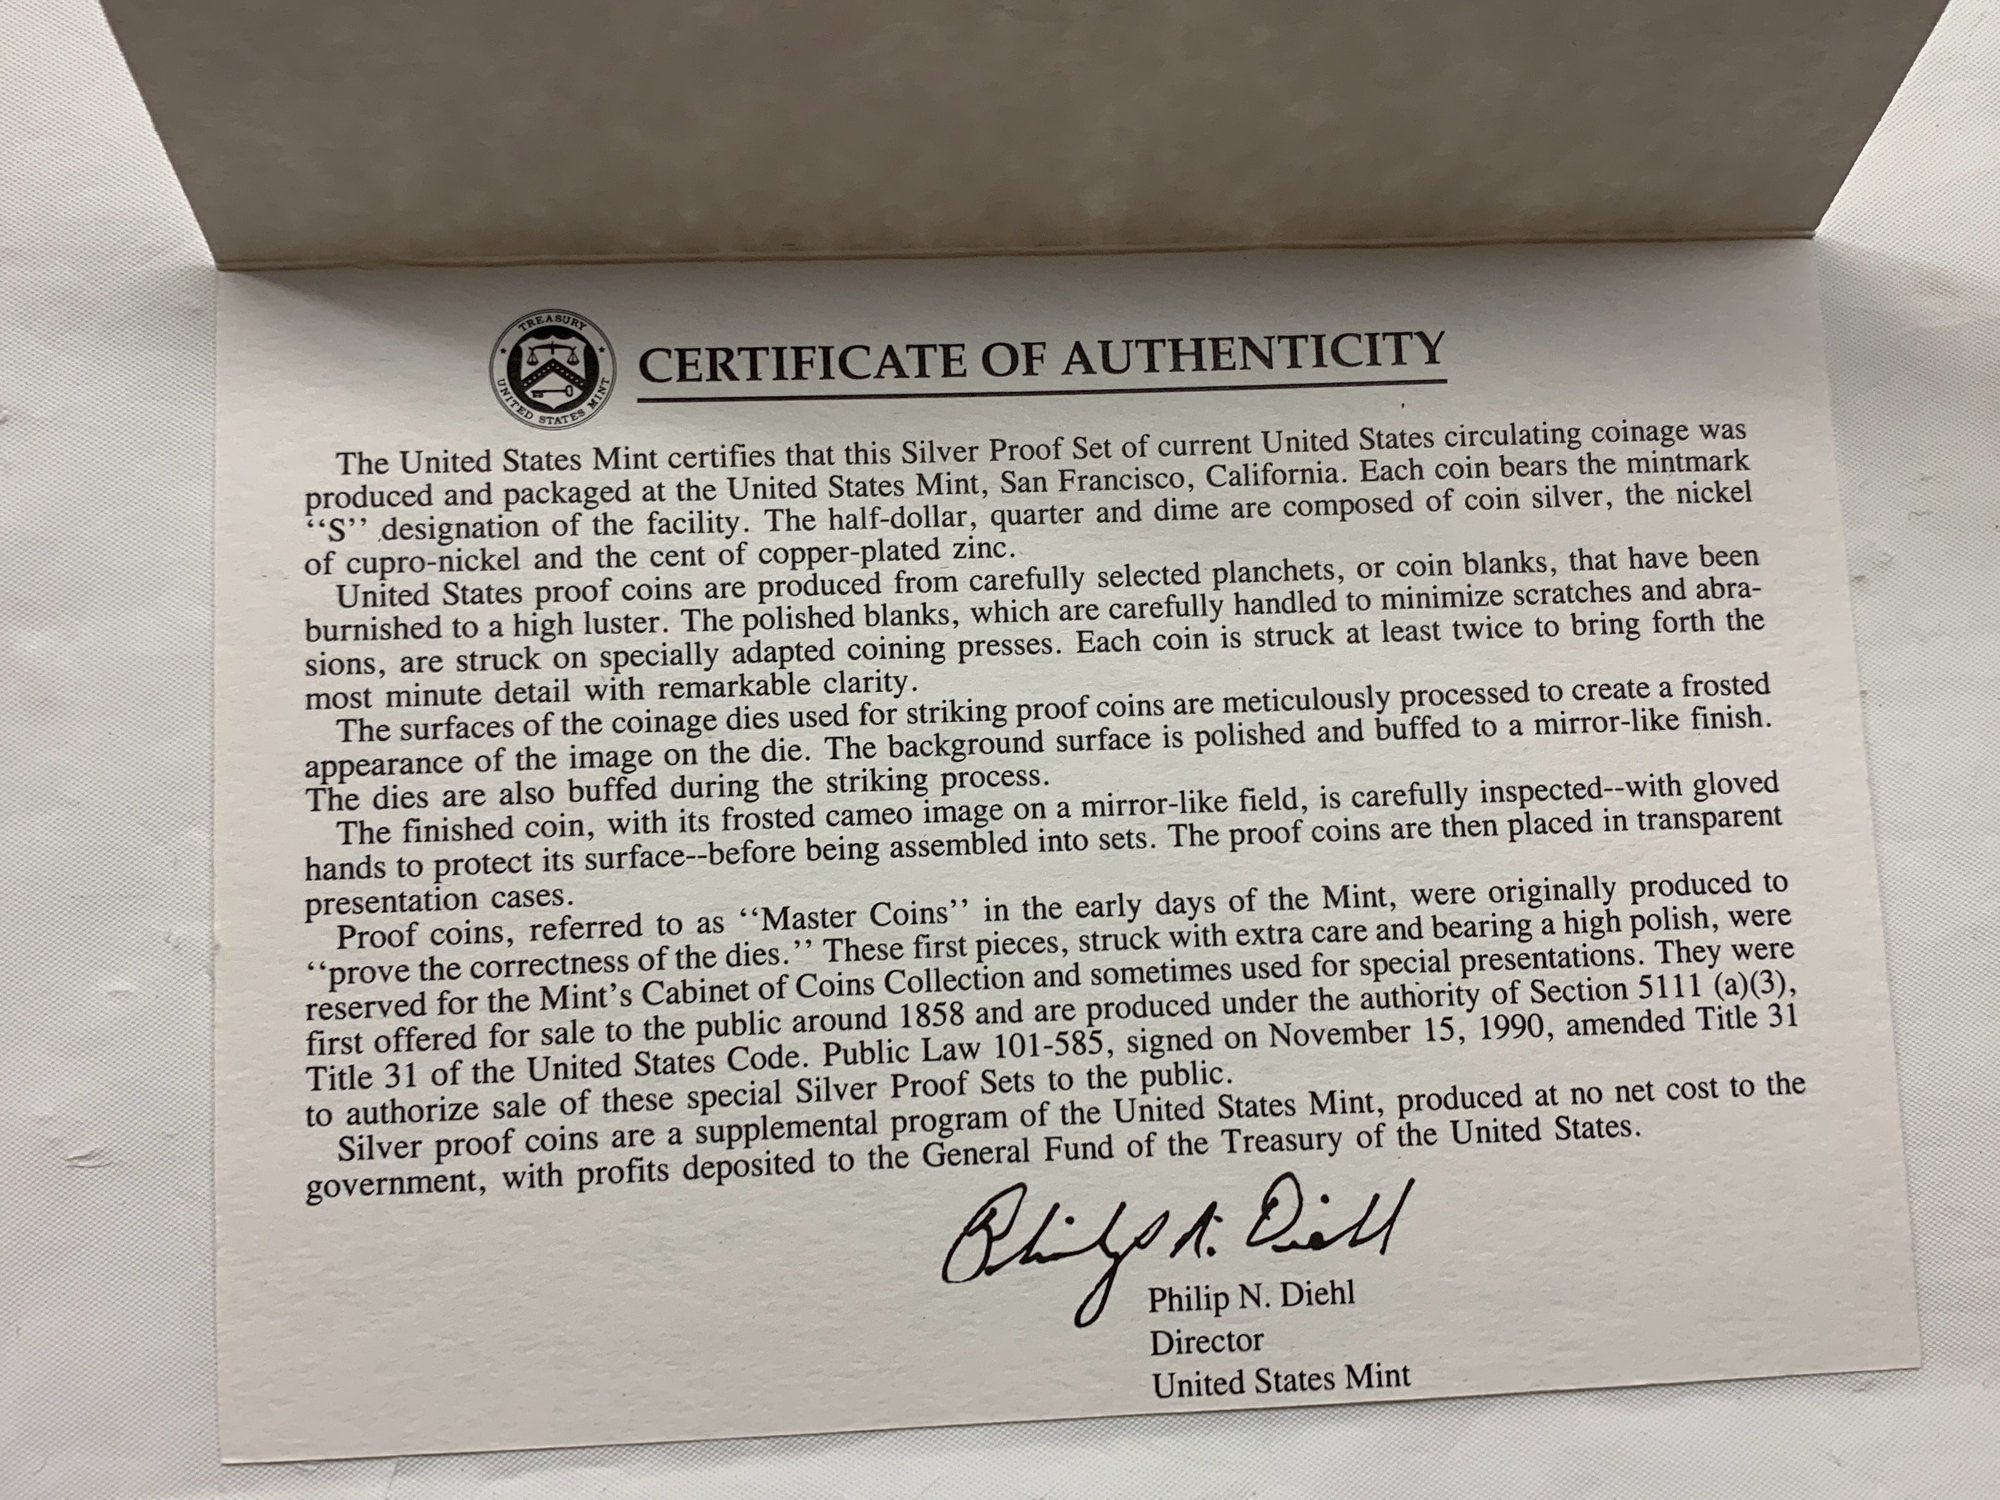 TREASURY
UNITED STATES MINT
CERTIFICATE OF AUTHENTICITY
The United States Mint certifies that this Silver Proof Set of current United States circulating coinage was
produced and packaged at the United States Mint, San Francisco, California. Each coin bears the mintmark
‘‘S’’ designation of the facility. The half-dollar, quarter and dime are composed of coin silver, the nickel
of cupro-nickel and the cent of copper-plated zinc.
United States proof coins are produced from carefully selected planchets, or coin blanks, that have been
burnished to a high luster. The polished blanks, which are carefully handled to minimize scratches and abra-
sions, are struck on specially adapted coining presses. Each coin is struck at least twice to bring forth the
most minute detail with remarkable clarity.
The surfaces of the coinage dies used for striking proof coins are meticulously processed to create a frosted
appearance of the image on the die. The background surface is polished and buffed to a mirror-like finish.
The dies are also buffed during the striking process.
The finished coin, with its frosted cameo image on a mirror-like field, is carefully inspected--with gloved
hands to protect its surface--before being assembled into sets. The proof coins are then placed in transparent
presentation cases.
Proof coins, referred to as ‘‘Master Coins’’ in the early days of the Mint, were originally produced to
‘‘prove the correctness of the dies.’’ These first pieces, struck with extra care and bearing a high polish, were
reserved for the Mint’s Cabinet of Coins Collection and sometimes used for special presentations. They were
first offered for sale to the public around 1858 and are produced under the authority of Section 5111 (a)(3),
Title 31 of the United States Code. Public Law 101-585, signed on November 15, 1990, amended Title 31
to authorize sale of these special Silver Proof Sets to the public.
Silver proof coins are a supplemental program of the United States Mint, produced at no net cost to the
government, with profits deposited to the General Fund of the Treasury of the United States.
Philip N. Diehl
Philip N. Diehl
Director
United States Mint